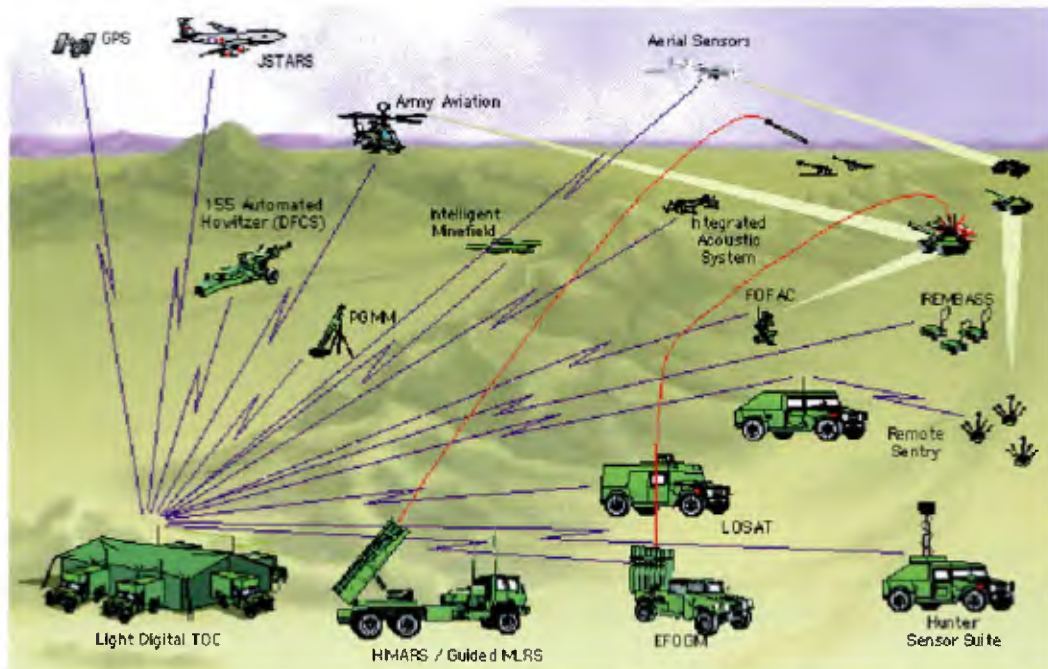 GPS
JSTARS
Aerial Sensors
Army Aviation
155 Automated
Howitzer (DFCS)
Intelligent
Minefield
Integrated
Acoustic
System
PGMM
FOFAC
IREMBASS
Remote
Sentry
LOSAT
Light Digital TOC
HIMARS / Guided MLRS
EFOGM
Hunter
Sensor Suite